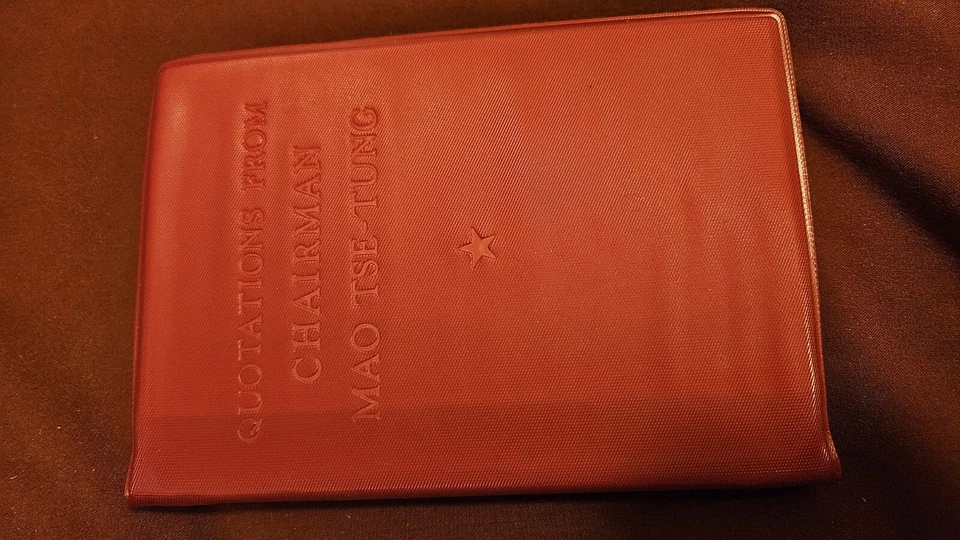 QUOTATIONS FROM
CHAIRMAN
MAO TSE-TUNG